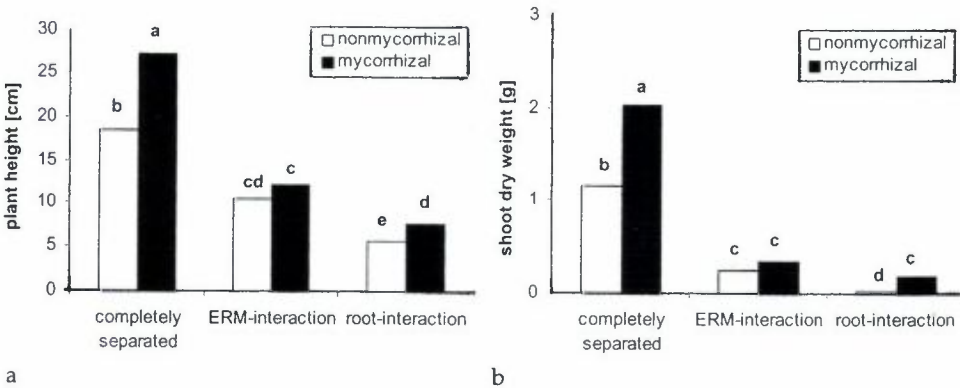 plant height [cm]
30
25
20
15
10
5
0
nonmycorrhizal
mycorrhizal
b
a
cd
c
e
d
completely
separated
ERM-interaction
root-interaction
a
shoot dry weight [g]
3
2
1
0
nonmycorrhizal
mycorrhizal
b
a
c
c
d
c
completely
separated
ERM-interaction
root-interaction
b